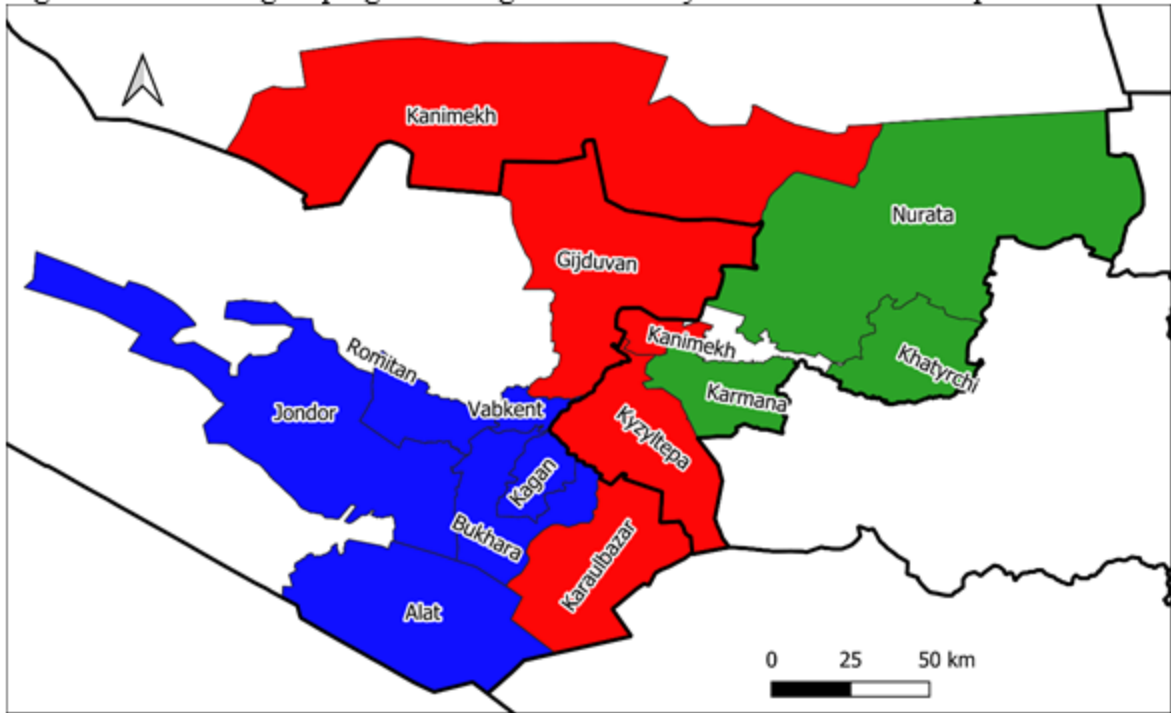 Kanimekh
Nurata
Gijduvan
Kanimekh
Romitan
Khatyrchi
Karmana
Vabkent
Jondor
Kyzyltepa
Kagan
Bukhara
Karaulbazar
Alat
0 25 50 km